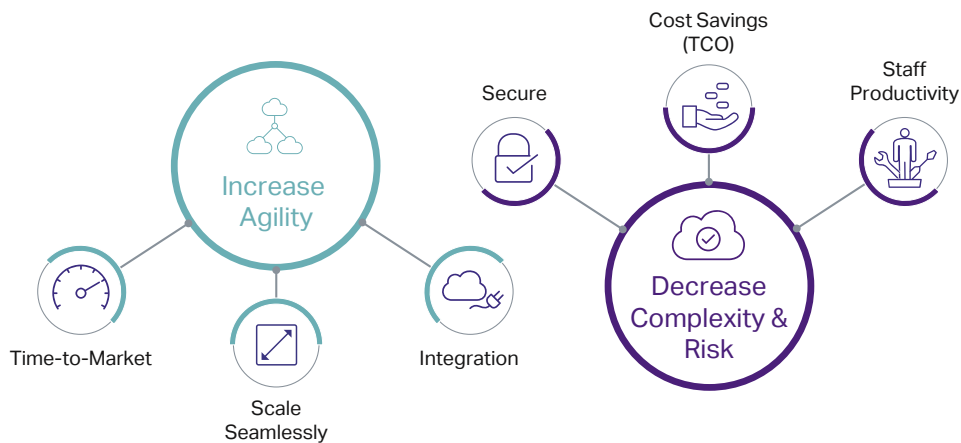 Increase
Agility
Time-to-Market
Scale
Seamlessly
Integration
Secure
Cost Savings
(TCO)
Staff
Productivity
Decrease
Complexity &
Risk